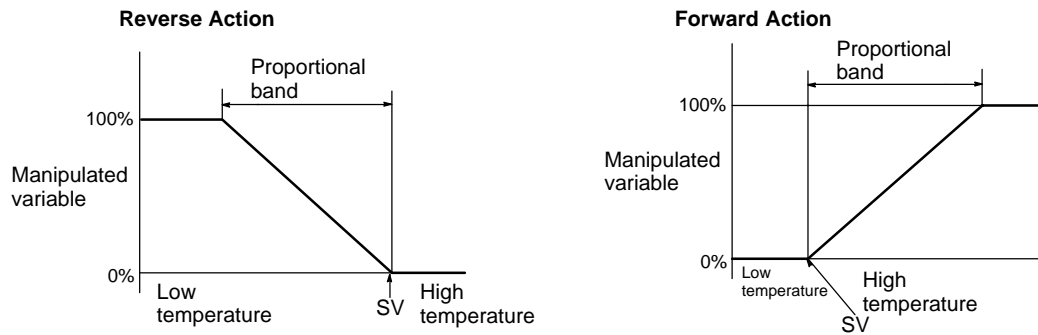 Reverse Action
Proportional
band
100%
Manipulated
variable
0%
Low
temperature
SV
High
temperature
Forward Action
Proportional
band
100%
Manipulated
variable
0%
Low
temperature
High
temperature
SV